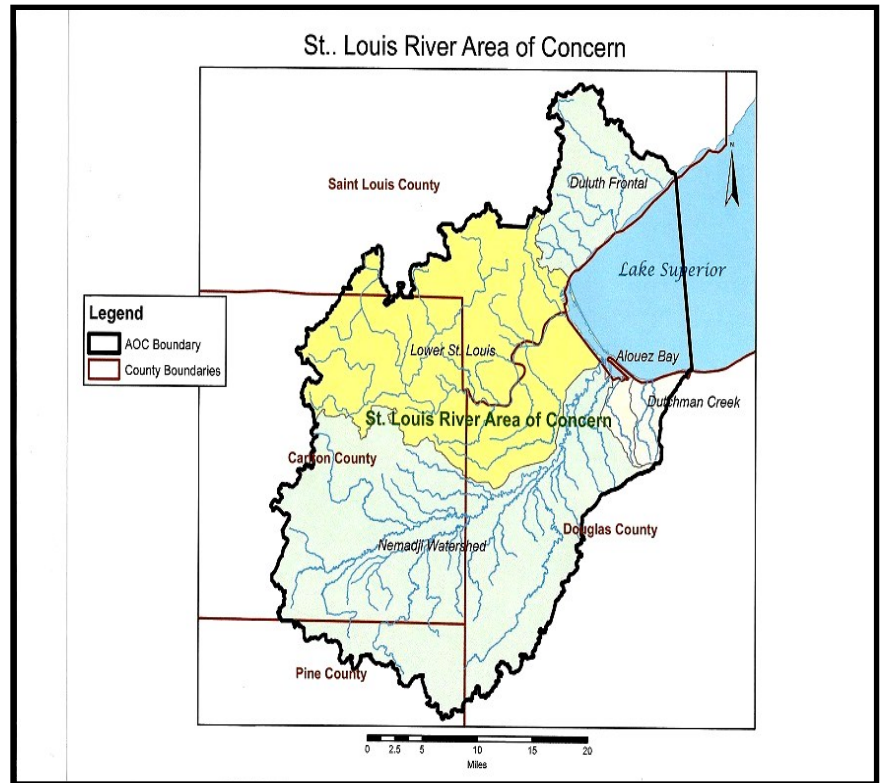 St.. Louis River Area of Concern
Saint Louis County
Duluth Frontal
N
Lake Superior
Legend
AOC Boundary
County Boundaries
Lower St. Louis
Alouez Bay
Dutchman Creek
St. Louis River Area of Concern
Carlton County
Douglas County
Nemadji Watershed
Pine County
0 2.5 5 10 15 20
Miles